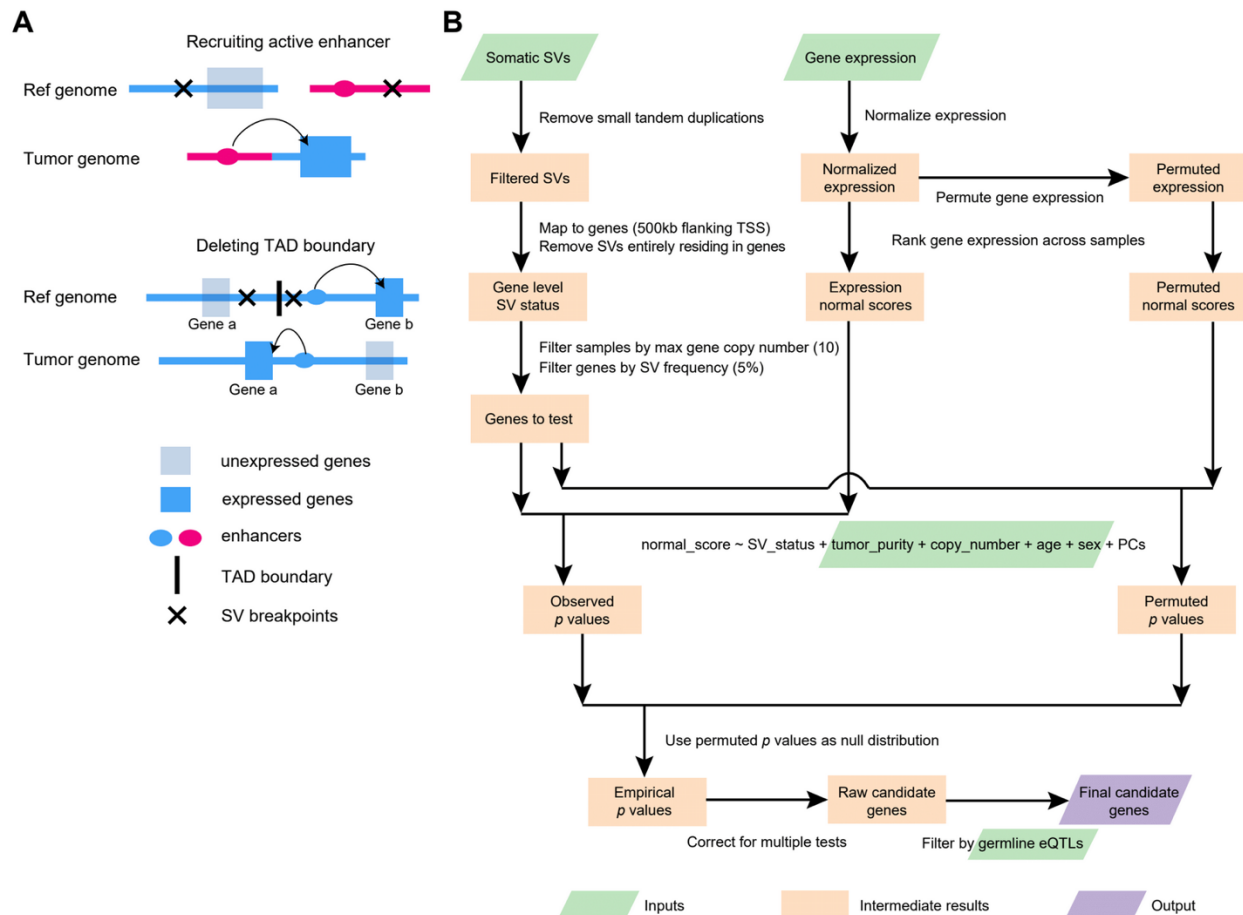 A
Recruiting active enhancer
Ref genome
Tumor genome
Deleting TAD boundary
Ref genome
Gene a
Gene b
Tumor genome
Gene a
Gene b
unexpressed genes
expressed genes
enhancers
TAD boundary
SV breakpoints
B
Somatic SVs
Gene expression
Remove small tandem duplications
Normalize expression
Filtered SVs
Normalized
expression
Permute gene expression
Permuted
expression
Map to genes (500kb flanking TSS)
Remove SVs entirely residing in genes
Rank gene expression across samples
Gene level
SV status
Expression
normal scores
Permuted
normal scores
Filter samples by max gene copy number (10)
Filter genes by SV frequency (5%)
Genes to test
normal_score ~ SV_status + tumor_purity + copy_number + age + sex + PCs
Observed
p values
Permuted
p values
Use permuted p values as null distribution
Empirical
p values
Raw candidate
genes
Final candidate
genes
Correct for multiple tests
Filter by germline eQTLs
Inputs
Intermediate results
Output